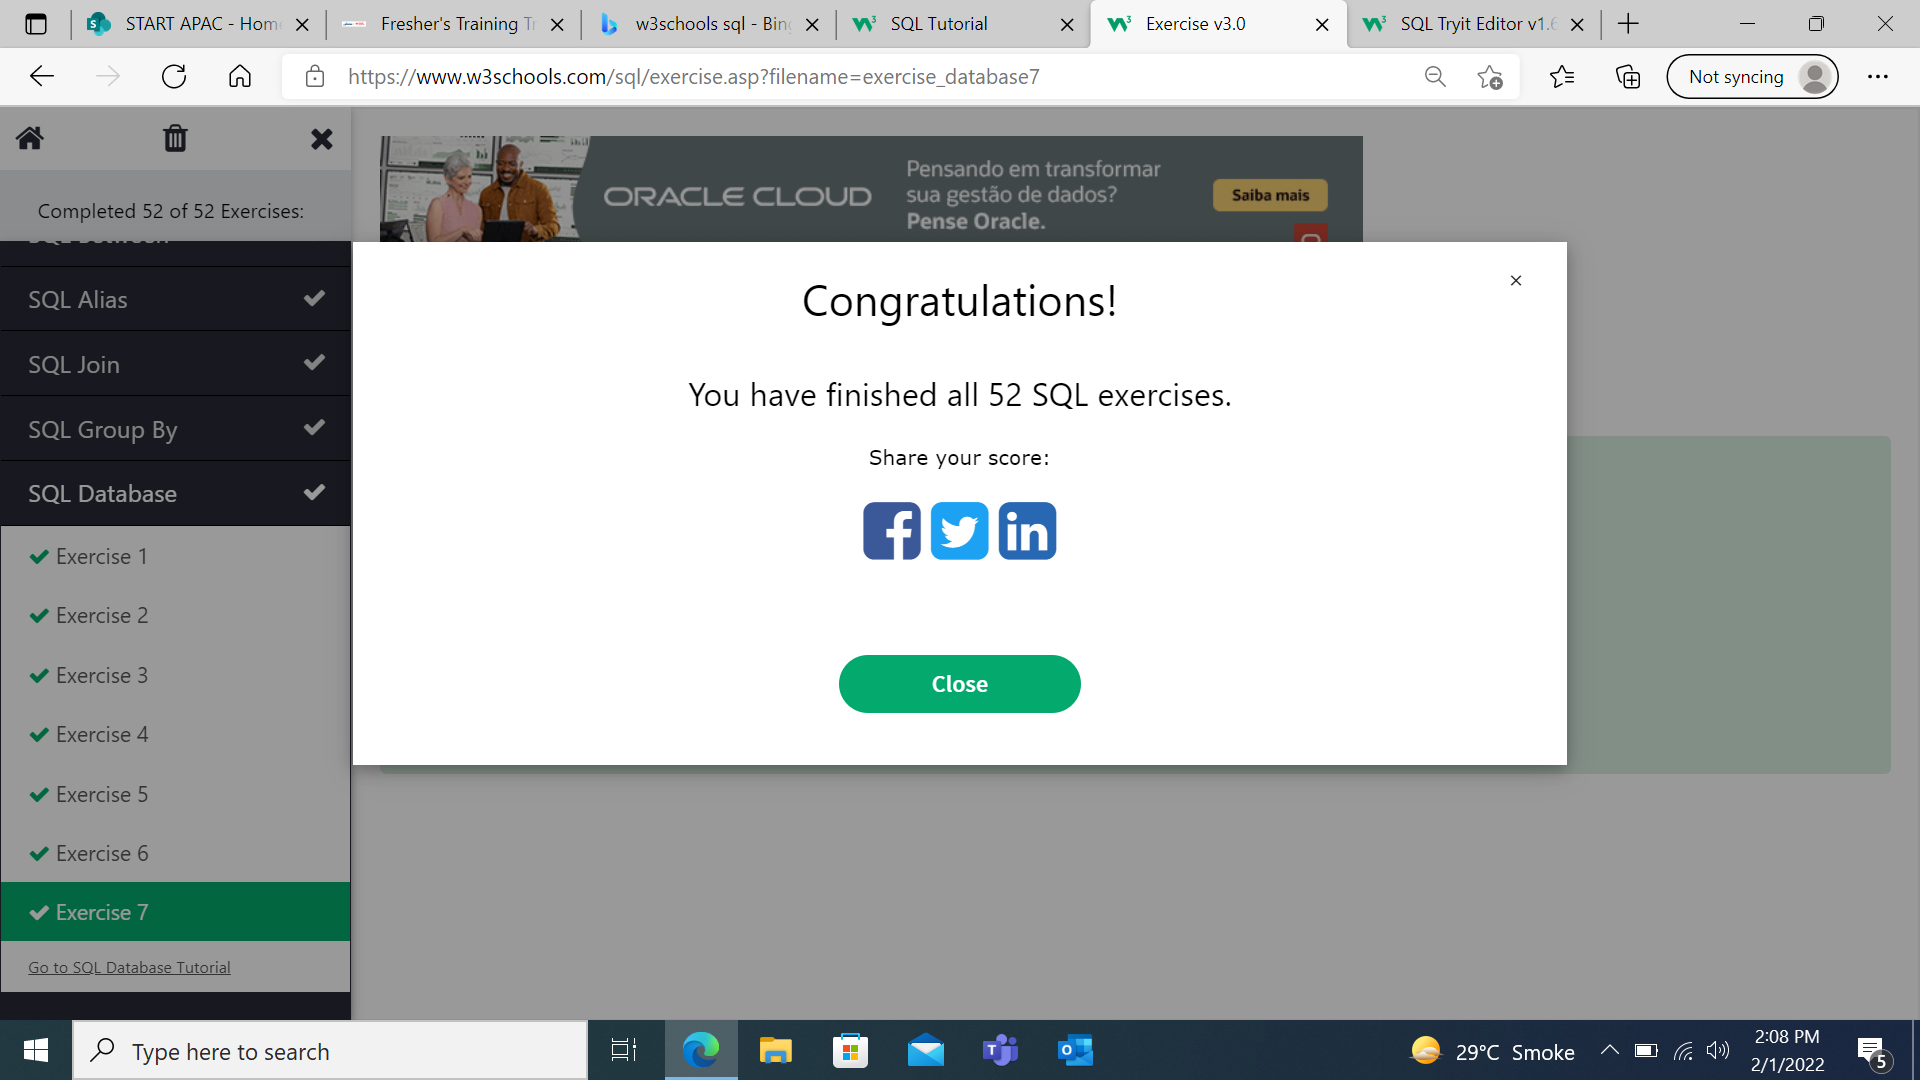 START APAC - Home
Fresher's Training Tr
w3schools sql - Bing
SQL Tutorial
Exercise v3.0
SQL Tryit Editor v1.6
https://www.w3schools.com/sql/exercise.asp?filename=exercise_database7
Not syncing
Completed 52 of 52 Exercises:
SQL Between
SQL Alias
SQL Join
SQL Group By
SQL Database
Exercise 1
Exercise 2
Exercise 3
Exercise 4
Exercise 5
Exercise 6
Exercise 7
Go to SQL Database Tutorial
ORACLE CLOUD
Pensando em transformar
sua gestão de dados?
Pense Oracle.
Saiba mais
Congratulations!
You have finished all 52 SQL exercises.
Share your score:
Close
Type here to search
29°C Smoke
2:08 PM
2/1/2022
5